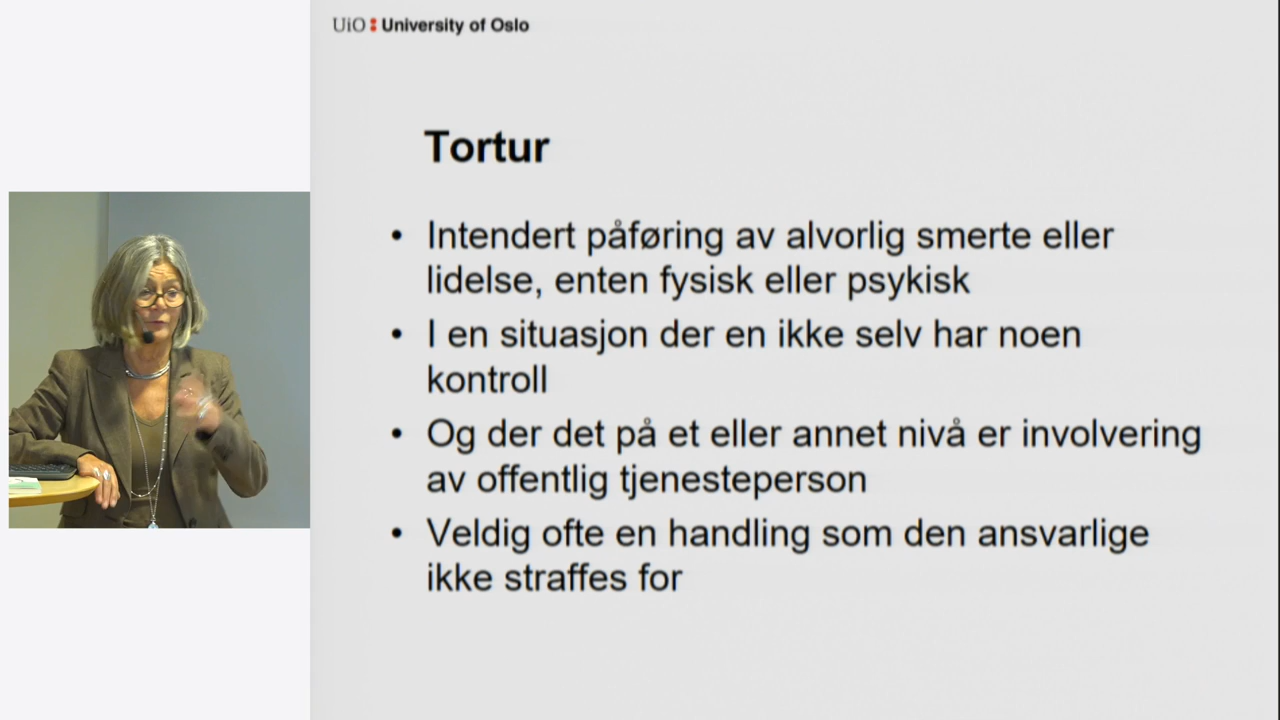 UiO University of Oslo
Tortur
• Intendert påføring av alvorlig smerte eller
lidelse, enten fysisk eller psykisk
• I en situasjon der en ikke selv har noen
kontroll
• Og der det på et eller annet nivå er involvering
av offentlig tjenesteperson
• Veldig ofte en handling som den ansvarlige
ikke straffes for